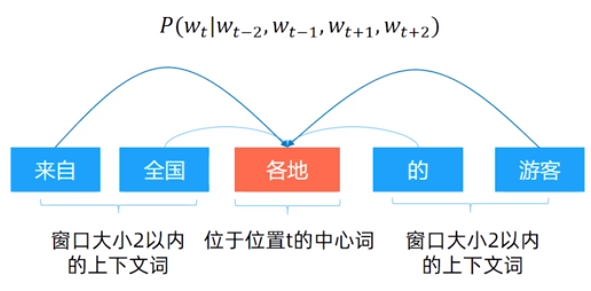 P(w_t|w_{t-2}, w_{t-1}, w_{t+1}, w_{t+2})
来自 全国 各地 的 游客
窗口大小2以内 位于位置t的中心词 窗口大小2以内
的上下文词 的上下文词